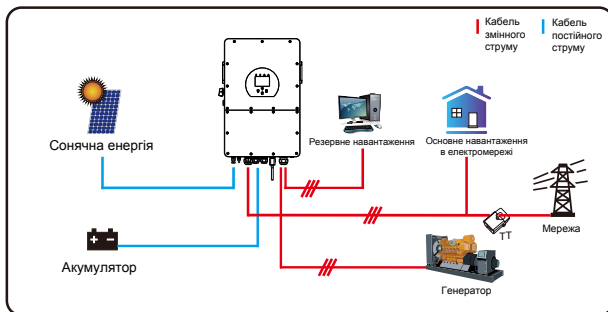 Кабель
змінного
струму
Кабель
постійного
струму
Сонячна енергія
Резервне навантаження
Основне навантаження
в електромережі
ТТ
Мережа
Акумулятор
Генератор